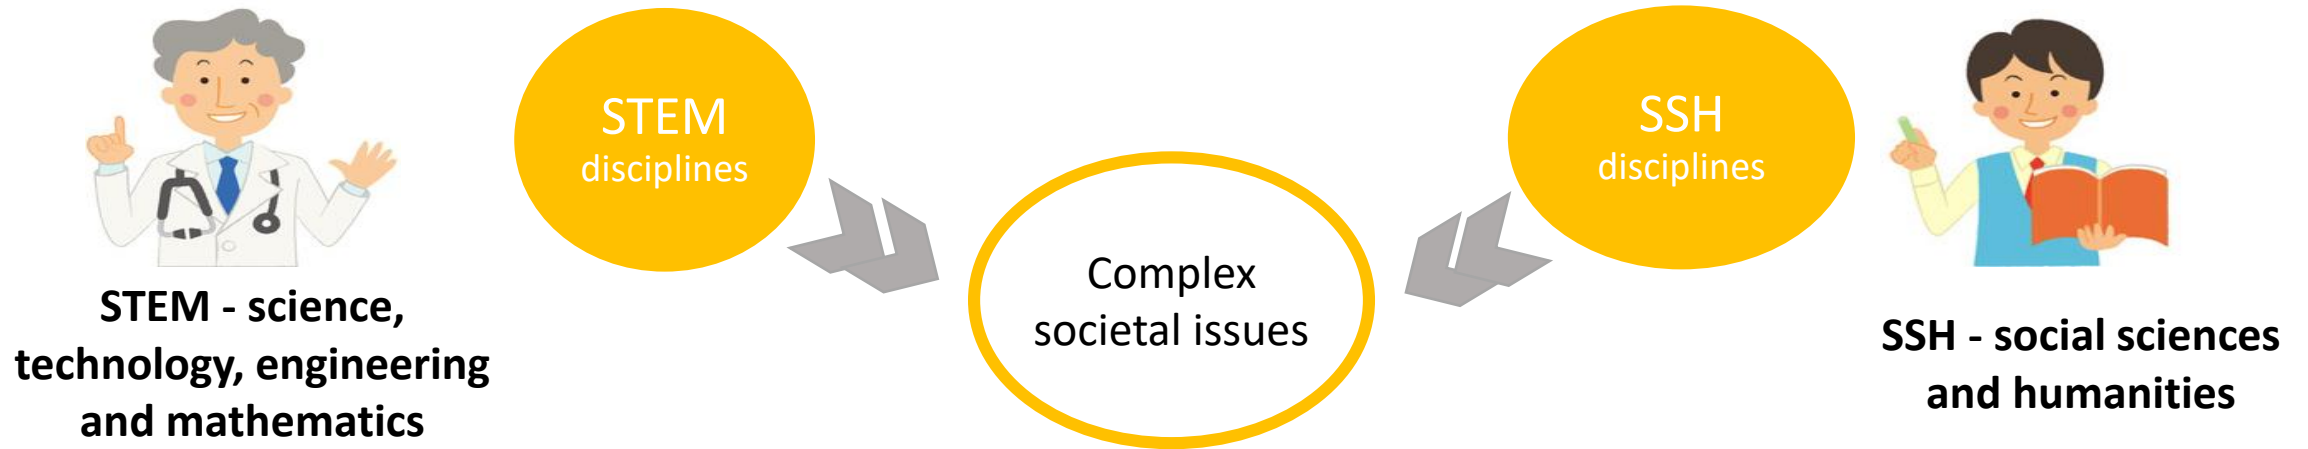 STEM
disciplines
SSH
disciplines
Complex
societal issues
STEM - science,
technology, engineering
and mathematics
SSH - social sciences
and humanities